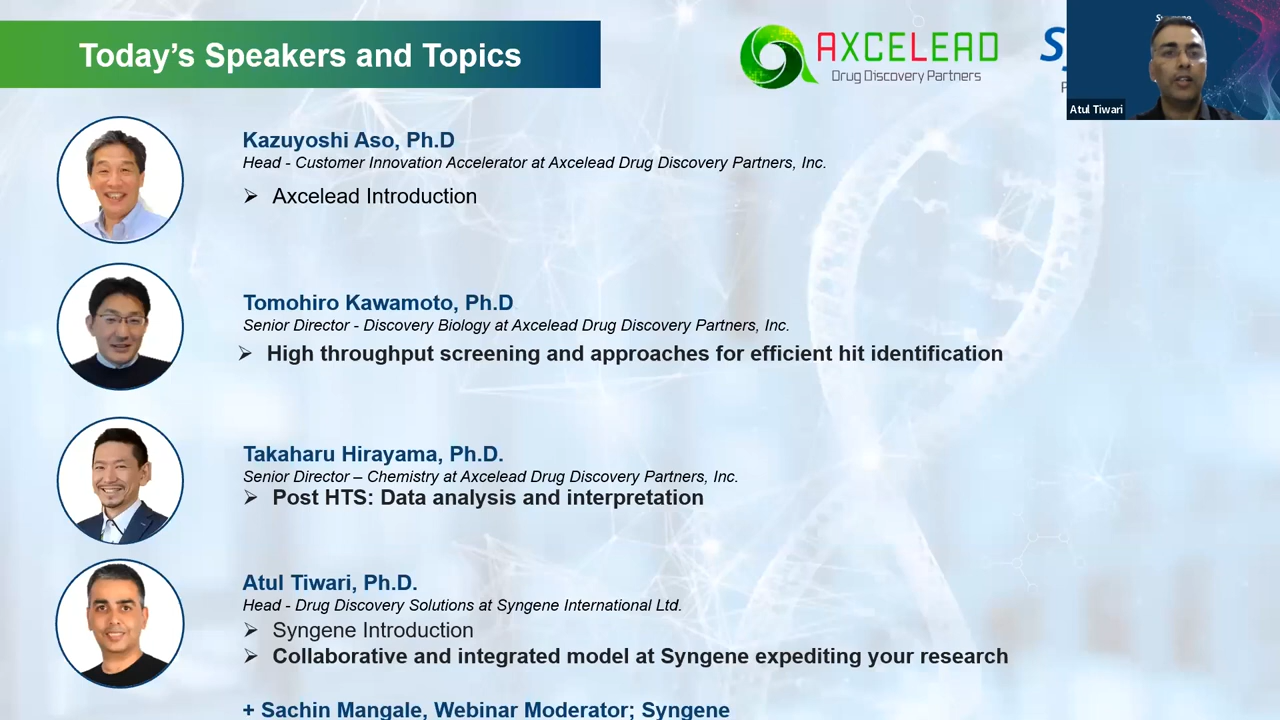 Today’s Speakers and Topics
AXCELEAD
Drug Discovery Partners
Atul Tiwari
Kazuyoshi Aso, Ph.D
Head - Customer Innovation Accelerator at Axcelead Drug Discovery Partners, Inc.
➢ Axcelead Introduction
Tomohiro Kawamoto, Ph.D
Senior Director - Discovery Biology at Axcelead Drug Discovery Partners, Inc.
➢ High throughput screening and approaches for efficient hit identification
Takaharu Hirayama, Ph.D.
Senior Director – Chemistry at Axcelead Drug Discovery Partners, Inc.
➢ Post HTS: Data analysis and interpretation
Atul Tiwari, Ph.D.
Head - Drug Discovery Solutions at Syngene International Ltd.
➢ Syngene Introduction
➢ Collaborative and integrated model at Syngene expediting your research
+ Sachin Mangale, Webinar Moderator; Syngene